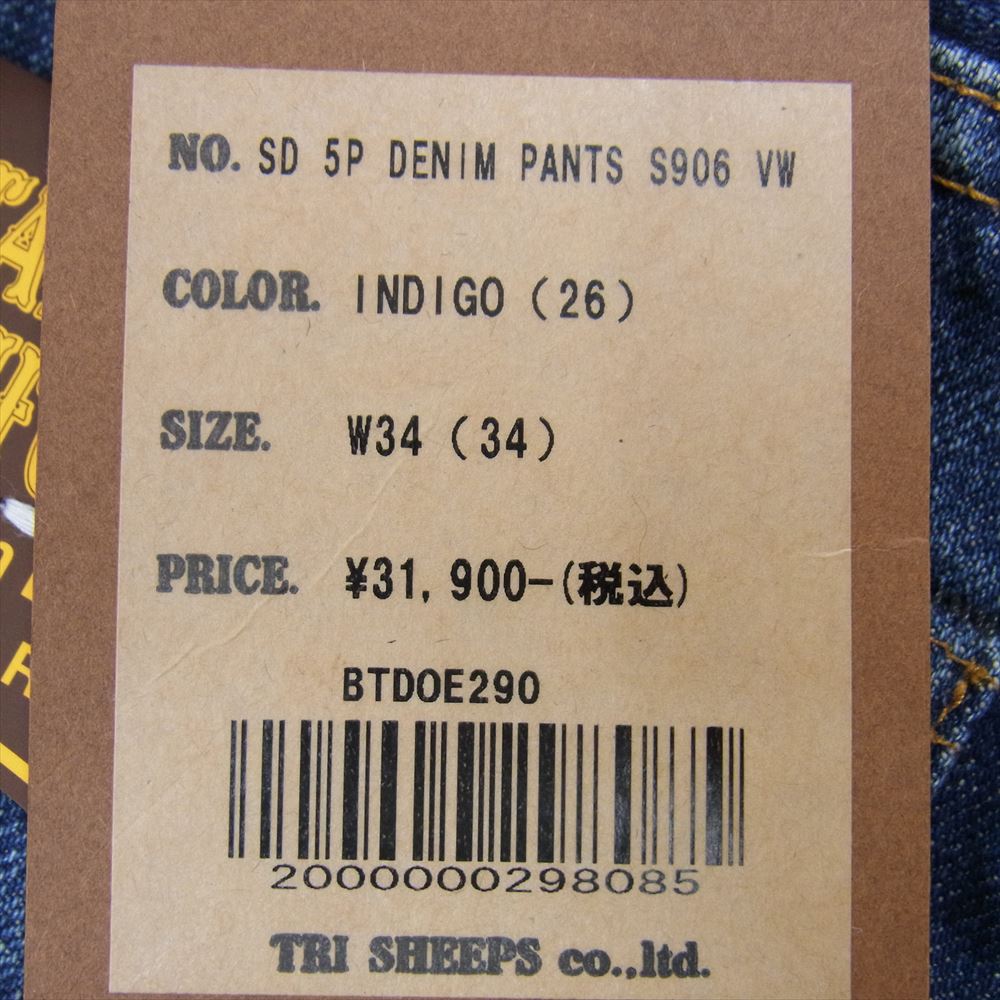 NO. SD 5P DENIM PANTS S906 VW
COLOR. INDIGO (26)
SIZE. W34 (34)
PRICE. ¥31,900-(税込)
BTDOE290
2000000298085
TRI SHEEPS co.,ltd.